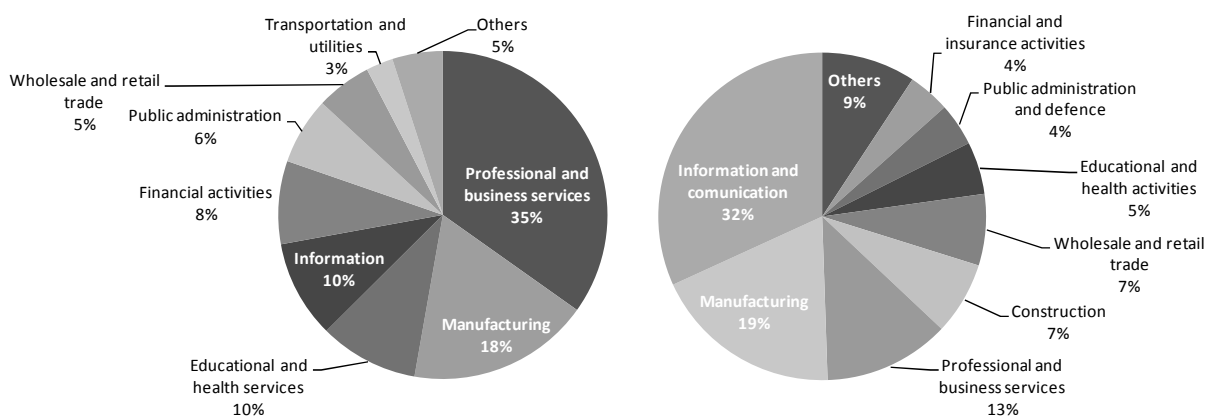 Transportation and
utilities
3%
Others
5%
Wholesale and retail
trade
5%
Public administration
6%
Financial activities
8%
Information
10%
Educational and
health services
10%
Manufacturing
18%
Professional and
business services
35%
Financial and
insurance activities
4%
Others
9%
Public administration
and defence
4%
Educational and
health activities
5%
Wholesale and retail
trade
7%
Construction
7%
Professional and
business services
13%
Manufacturing
19%
Information and
comunication
32%